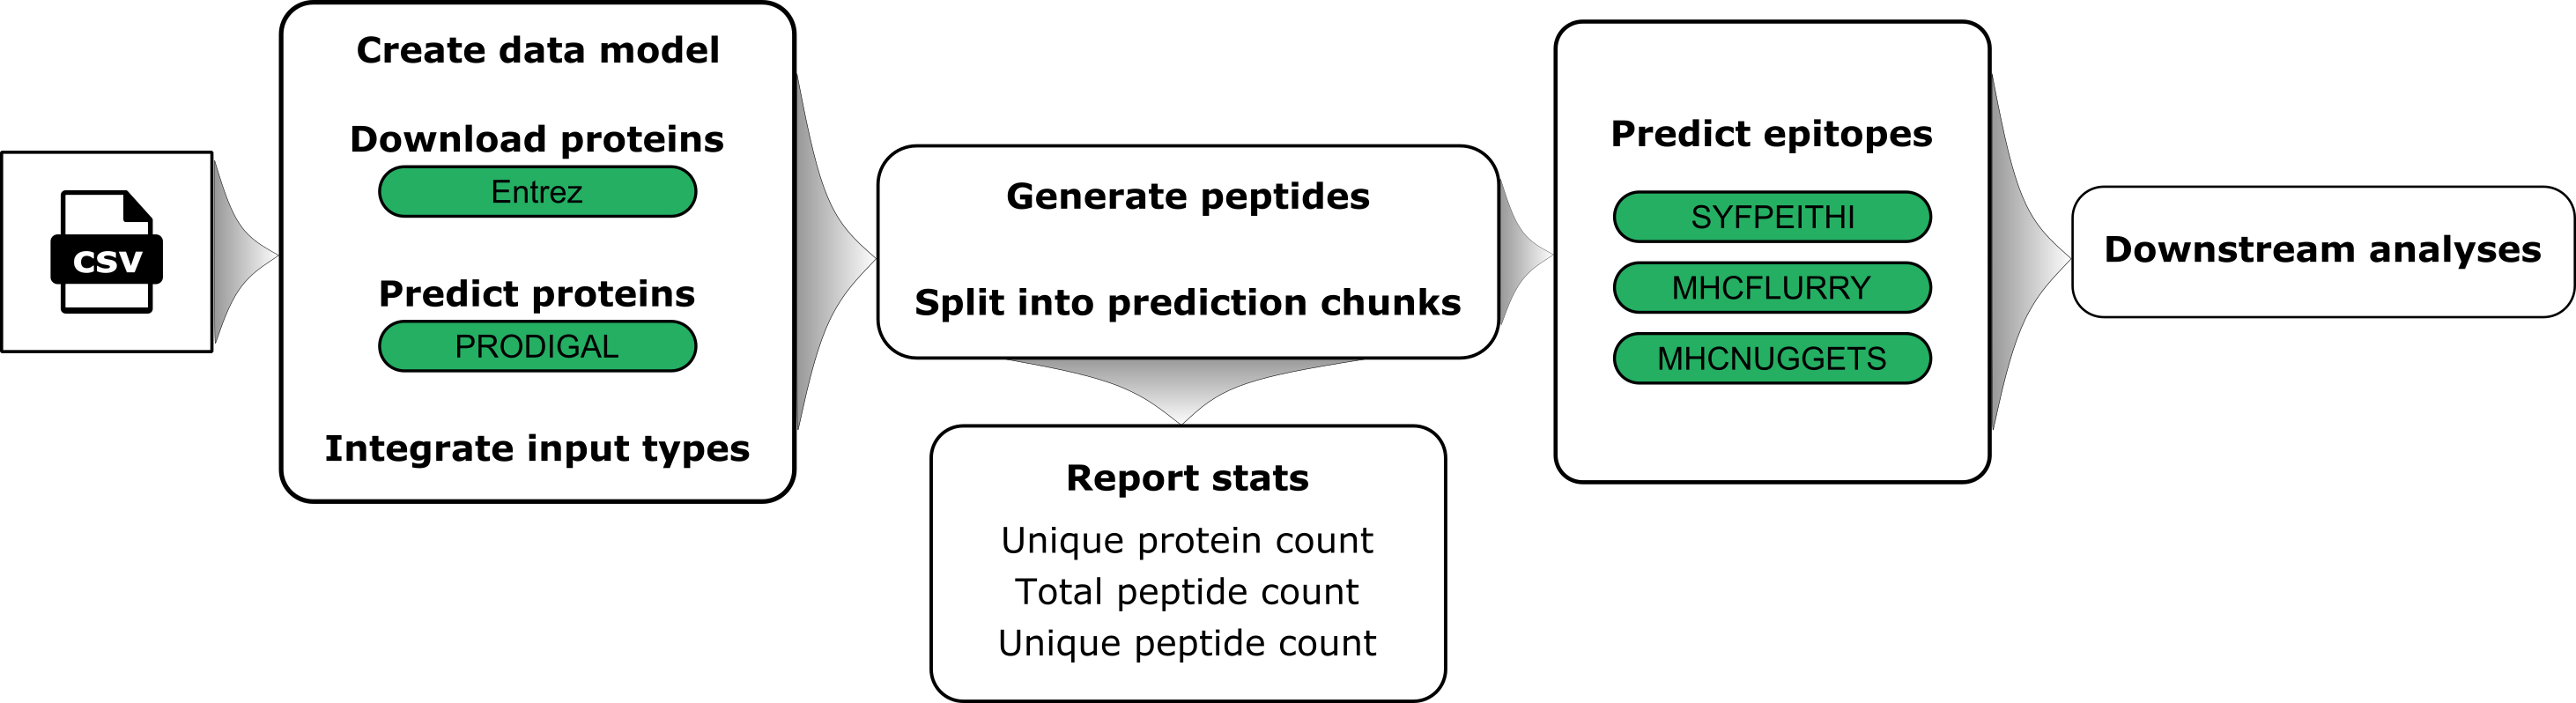 csv
Create data model
Download proteins
Entrez
Predict proteins
PRODIGAL
Integrate input types
Generate peptides
Split into prediction chunks
Report stats
Unique protein count
Total peptide count
Unique peptide count
Predict epitopes
SYFPEITHI
MHCFLURRY
MHCNUGGETS
Downstream analyses